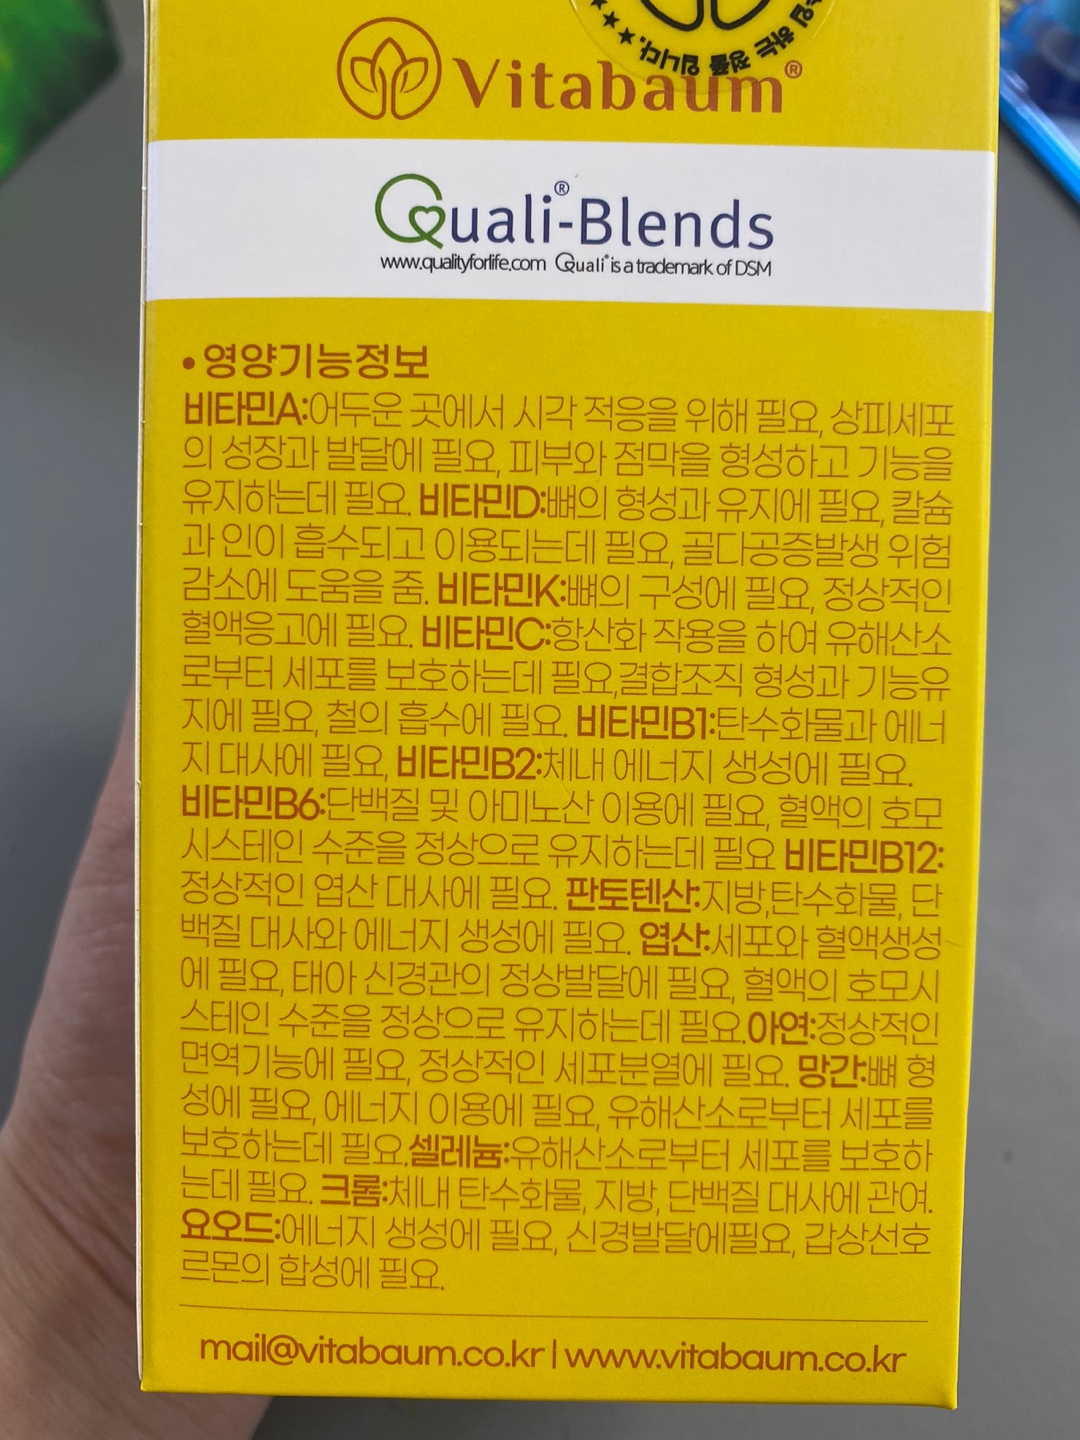 하는 정품 입니다.
Vitabaum®
Quali®-Blends
www.qualityforlife.com Quali® is a trademark of DSM
•영양기능정보
비타민A:어두운 곳에서 시각 적응을 위해 필요, 상피세포
의 성장과 발달에 필요, 피부와 점막을 형성하고 기능을
유지하는데 필요. 비타민D:뼈의 형성과 유지에 필요, 칼슘
과 인이 흡수되고 이용되는데 필요, 골다공증발생 위험
감소에 도움을 줌. 비타민K:뼈의 구성에 필요, 정상적인
혈액응고에 필요. 비타민C:항산화 작용을 하여 유해산소
로부터 세포를 보호하는데 필요,결합조직 형성과 기능유
지에 필요, 철의 흡수에 필요. 비타민B1:탄수화물과 에너
지 대사에 필요, 비타민B2:체내 에너지 생성에 필요.
비타민B6:단백질 및 아미노산 이용에 필요, 혈액의 호모
시스테인 수준을 정상으로 유지하는데 필요 비타민B12:
정상적인 엽산 대사에 필요. 판토텐산:지방,탄수화물, 단
백질 대사와 에너지 생성에 필요. 엽산:세포와 혈액생성
에 필요, 태아 신경관의 정상발달에 필요, 혈액의 호모시
스테인 수준을 정상으로 유지하는데 필요.아연:정상적인
면역기능에 필요, 정상적인 세포분열에 필요. 망간:뼈 형
성에 필요, 에너지 이용에 필요, 유해산소로부터 세포를
보호하는데 필요.셀레늄:유해산소로부터 세포를 보호하
는데 필요. 크롬:체내 탄수화물, 지방, 단백질 대사에 관여.
요오드:에너지 생성에 필요, 신경발달에필요, 갑상선호
르몬의 합성에 필요.
mail@vitabaum.co.kr | www.vitabaum.co.kr